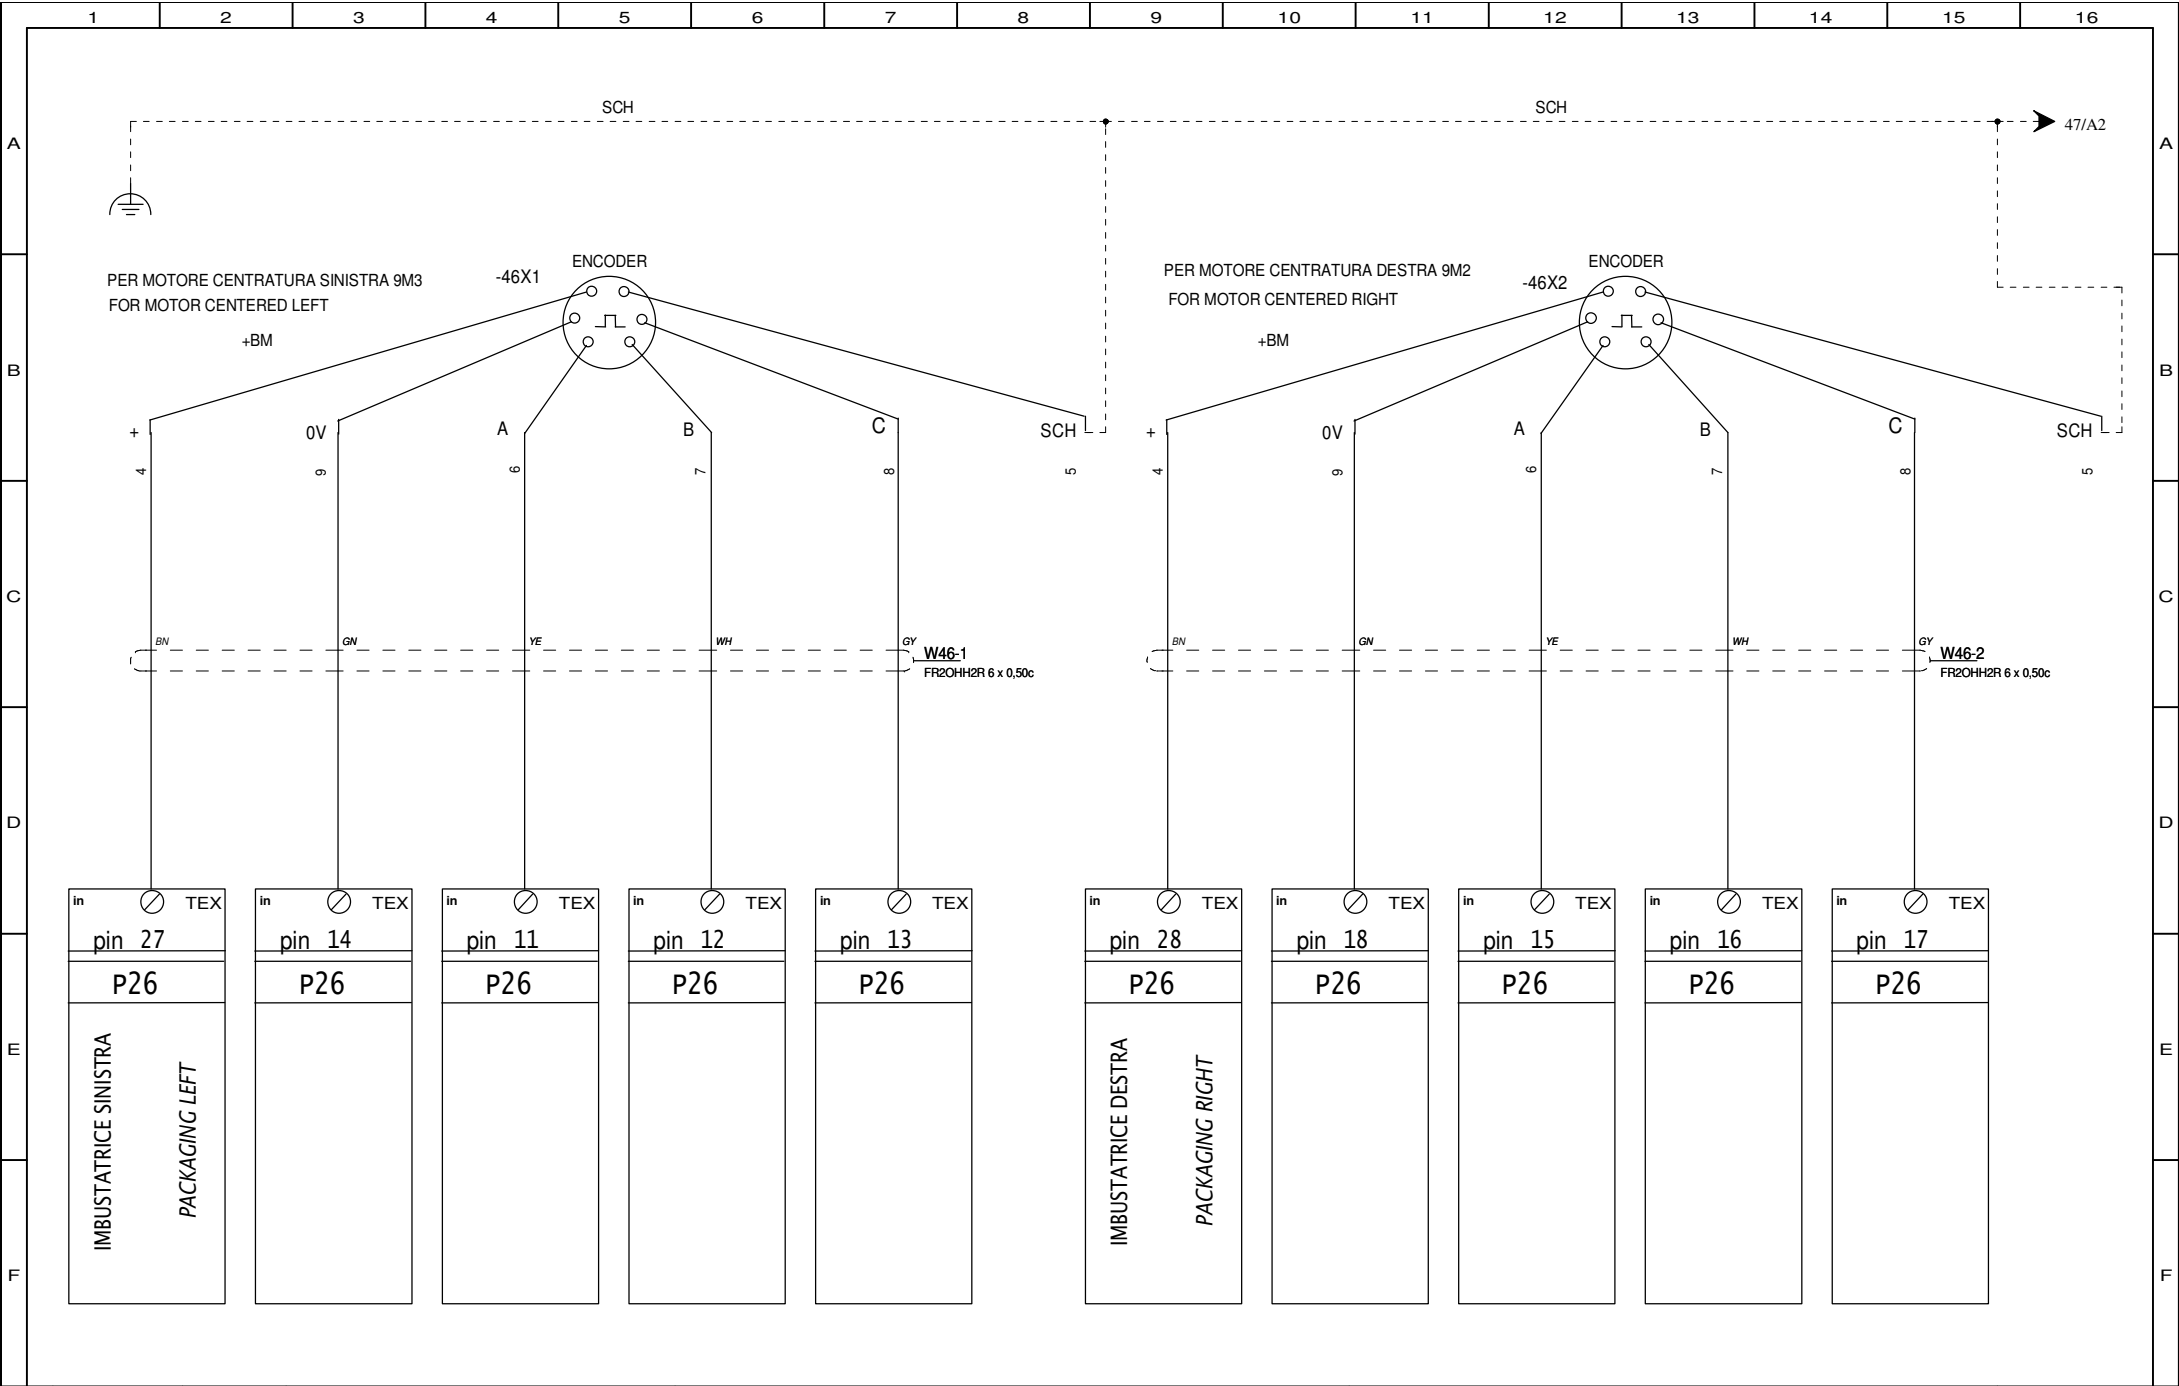 1 2 3 4 5 6 7 8 9 10 11 12 13 14 15 16
A A
SCH SCH
47/A2
ENCODER ENCODER
PER MOTORE CENTRATURA SINISTRA 9M3 -46X1 PER MOTORE CENTRATURA DESTRA 9M2 -46X2
FOR MOTOR CENTERED LEFT FOR MOTOR CENTERED RIGHT
+BM +BM
B B
+ 0V A B C SCH + 0V A B C SCH
4 9 6 7 8 5 4 9 6 7 8 5
C C
BN GN YE WH GY BN GN YE WH GY
W46-1 W46-2
FR2OHH2R 6 x 0,50c FR2OHH2R 6 x 0,50c
D D
in TEX in TEX in TEX in TEX in TEX in TEX in TEX in TEX in TEX in TEX
pin 27 pin 14 pin 11 pin 12 pin 13 pin 28 pin 18 pin 15 pin 16 pin 17
P26 P26 P26 P26 P26 P26 P26 P26 P26 P26
E E
IMBUSTATRICE SINISTRA
PACKAGING LEFT
IMBUSTATRICE DESTRA
PACKAGING RIGHT
F F